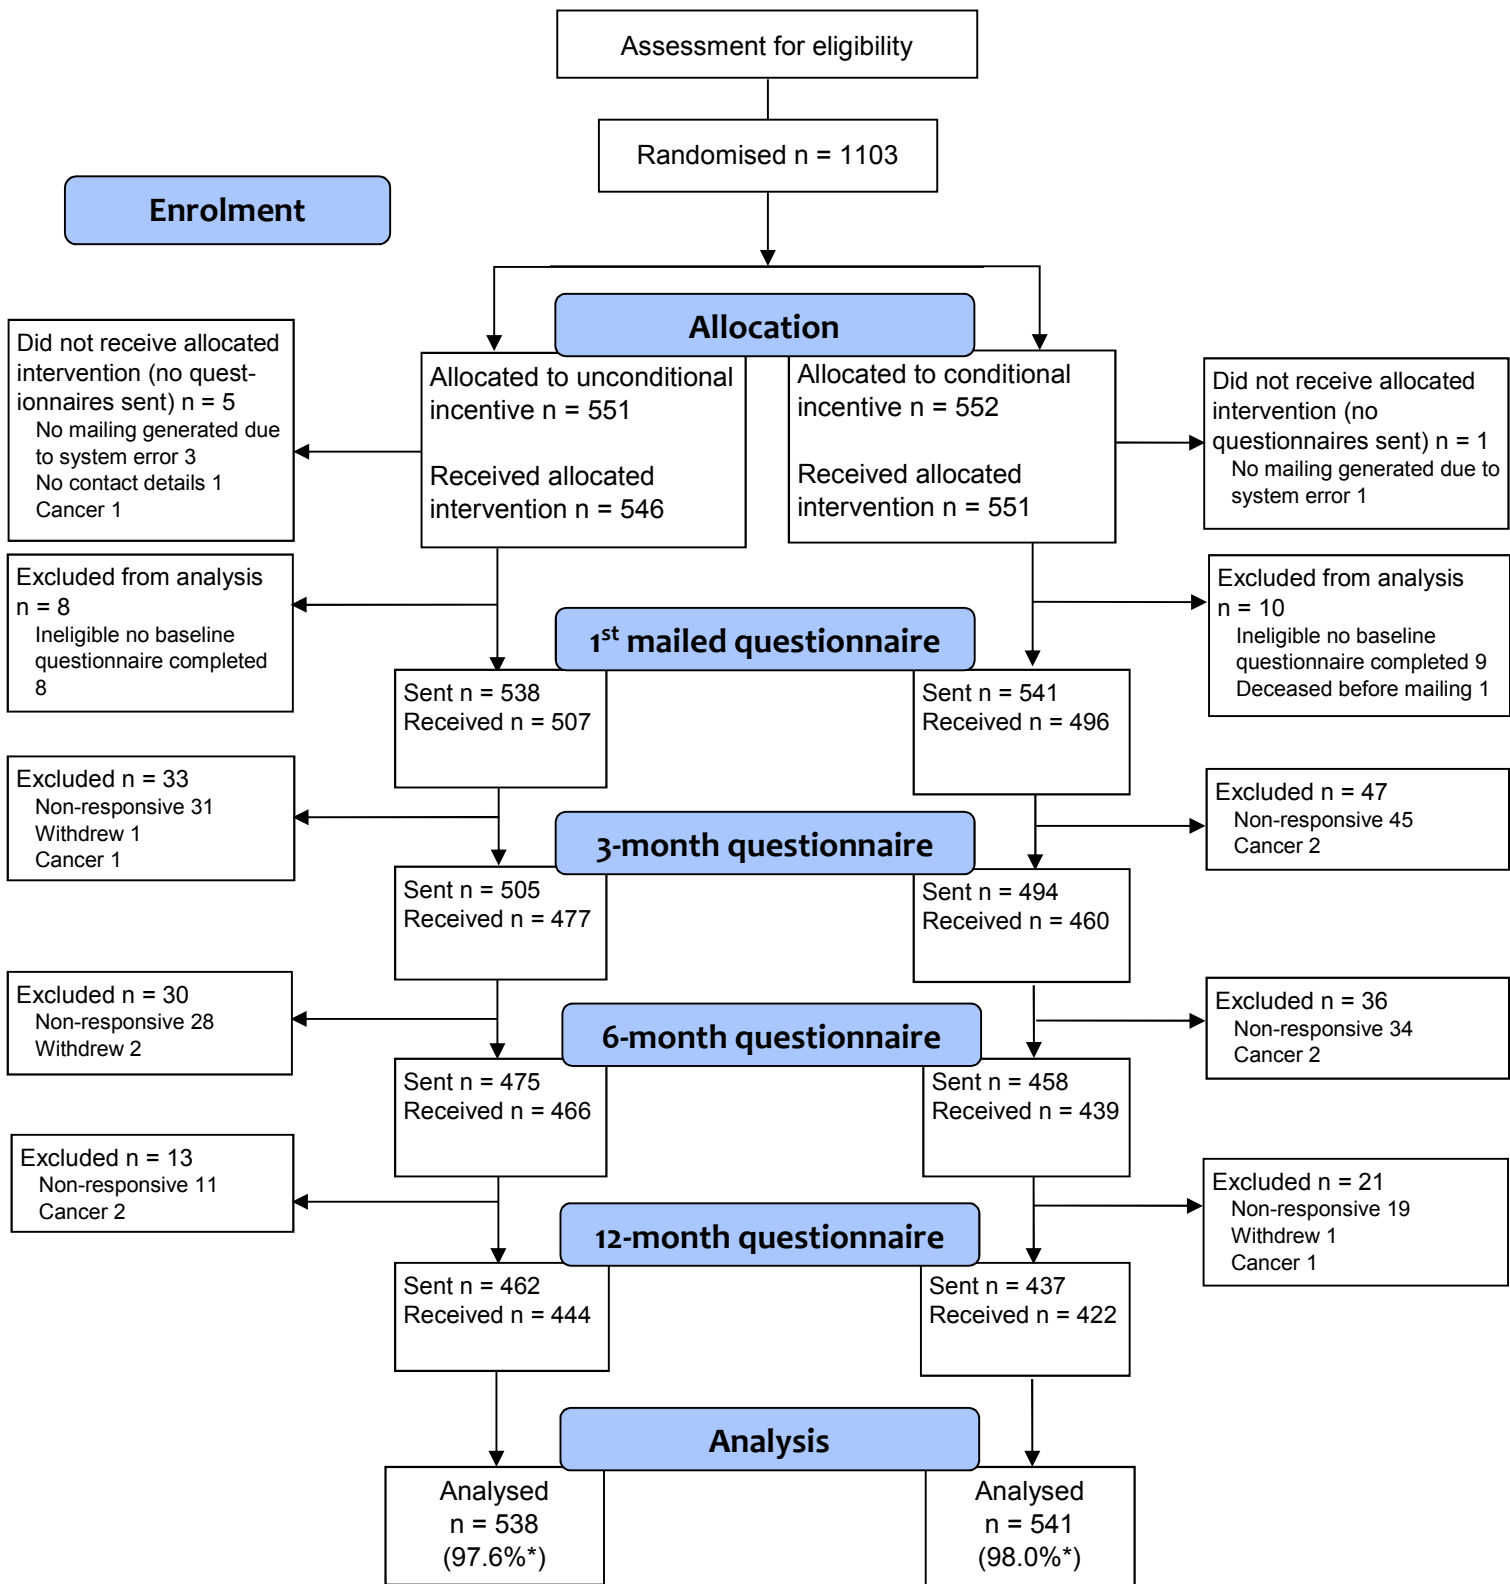 Assessment for eligibility
Randomised n = 1103
Enrolment
Allocation
Did not receive allocated
intervention (no quest-
ionnaires sent) n = 5
No mailing generated due
to system error 3
No contact details 1
Cancer 1
Allocated to unconditional
incentive n = 551
Received allocated
intervention n = 546
Allocated to conditional
incentive n = 552
Received allocated
intervention n = 551
Did not receive allocated
intervention (no
questionnaires sent) n = 1
No mailing generated due to
system error 1
Excluded from analysis
n = 8
Ineligible no baseline
questionnaire completed
8
Excluded from analysis
n = 10
Ineligible no baseline
questionnaire completed 9
Deceased before mailing 1
1st mailed questionnaire
Sent n = 538
Received n = 507
Sent n = 541
Received n = 496
Excluded n = 33
Non-responsive 31
Withdrew 1
Cancer 1
Excluded n = 47
Non-responsive 45
Cancer 2
3-month questionnaire
Sent n = 505
Received n = 477
Sent n = 494
Received n = 460
Excluded n = 30
Non-responsive 28
Withdrew 2
Excluded n = 36
Non-responsive 34
Cancer 2
6-month questionnaire
Sent n = 475
Received n = 466
Sent n = 458
Received n = 439
Excluded n = 13
Non-responsive 11
Cancer 2
Excluded n = 21
Non-responsive 19
Withdrew 1
Cancer 1
12-month questionnaire
Sent n = 462
Received n = 444
Sent n = 437
Received n = 422
Analysis
Analysed
n = 538
(97.6%*)
Analysed
n = 541
(98.0%*)